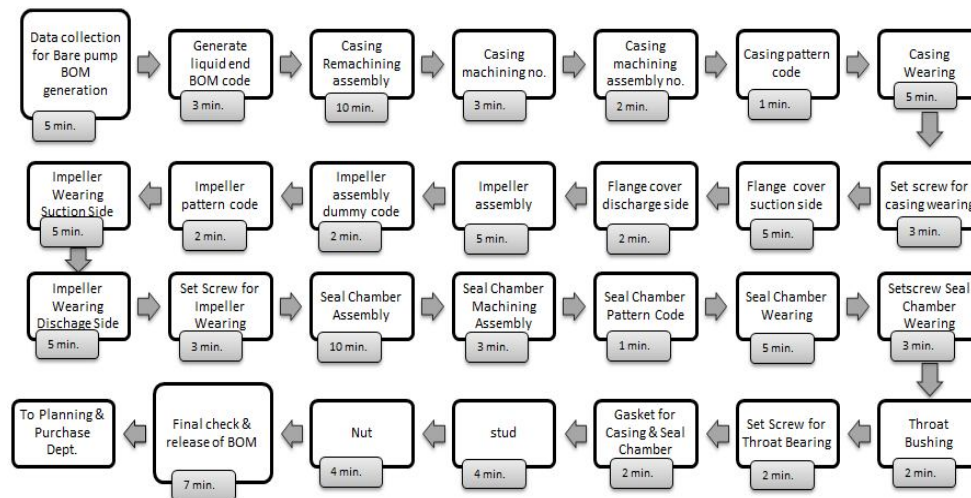 Data collection
for Bare pump
BOM
generation
5 min.
Generate
liquid end
BOM code
3 min.
Casing
Remachining
assembly
10 min.
Casing
machining no.
3 min.
Casing
machining
assembly no.
2 min.
Casing pattern
code
1 min.
Casing
Wearing
5 min.
Impeller
Wearing
Suction Side
5 min.
Impeller
pattern code
2 min.
Impeller
assembly
dummy code
2 min.
Impeller
assembly
5 min.
Flange cover
discharge side
2 min.
Flange cover
suction side
5 min.
Set screw for
casing wearing
3 min.
Impeller
Wearing
Dischage Side
5 min.
Set Screw for
Impeller
Wearing
3 min.
Seal Chamber
Assembly
10 min.
Seal Chamber
Machining
Assembly
3 min.
Seal Chamber
Pattern Code
1 min.
Seal Chamber
Wearing
5 min.
Setscrew Seal
Chamber
Wearing
3 min.
To Planning &
Purchase
Dept.
Final check &
release of BOM
7 min.
Nut
4 min.
stud
4 min.
Gasket for
Casing & Seal
Chamber
2 min.
Set Screw for
Throat Bearing
2 min.
Throat
Bushing
2 min.